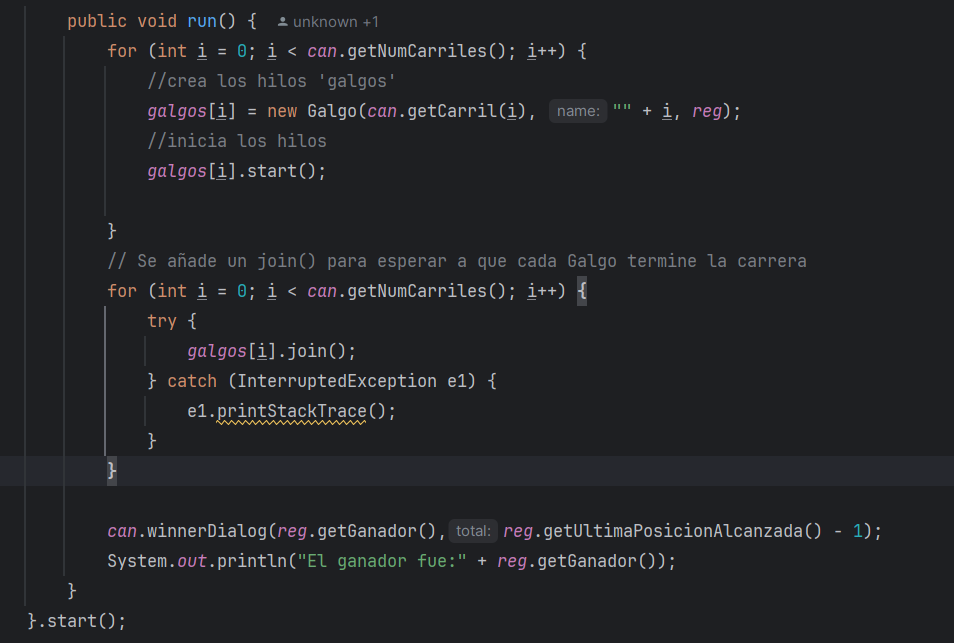 public void run() { unknown +1
for (int i = 0; i < can.getNumCarriles(); i++) {
//crea los hilos 'galgos'
galgos[i] = new Galgo(can.getCarril(i), name: "" + i, reg);
//inicia los hilos
galgos[i].start();
}
// Se añade un join() para esperar a que cada Galgo termine la carrera
for (int i = 0; i < can.getNumCarriles(); i++) {
try {
galgos[i].join();
} catch (InterruptedException e1) {
e1.printStackTrace();
}
}
can.winnerDialog(reg.getGanador(), total: reg.getUltimaPosicionAlcanzada() - 1);
System.out.println("El ganador fue:" + reg.getGanador());
}
}.start();